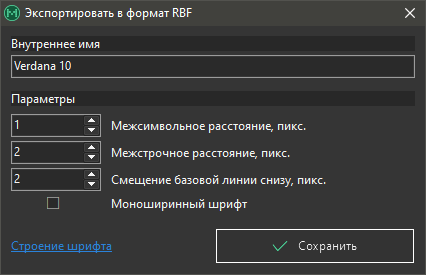 Экспортировать в формат RBF
Внутреннее имя
Verdana 10
Параметры
1 Межсимвольное расстояние, пикс.
2 Межстрочное расстояние, пикс.
2 Смещение базовой линии снизу, пикс.
Моноширинный шрифт
Строение шрифта Сохранить